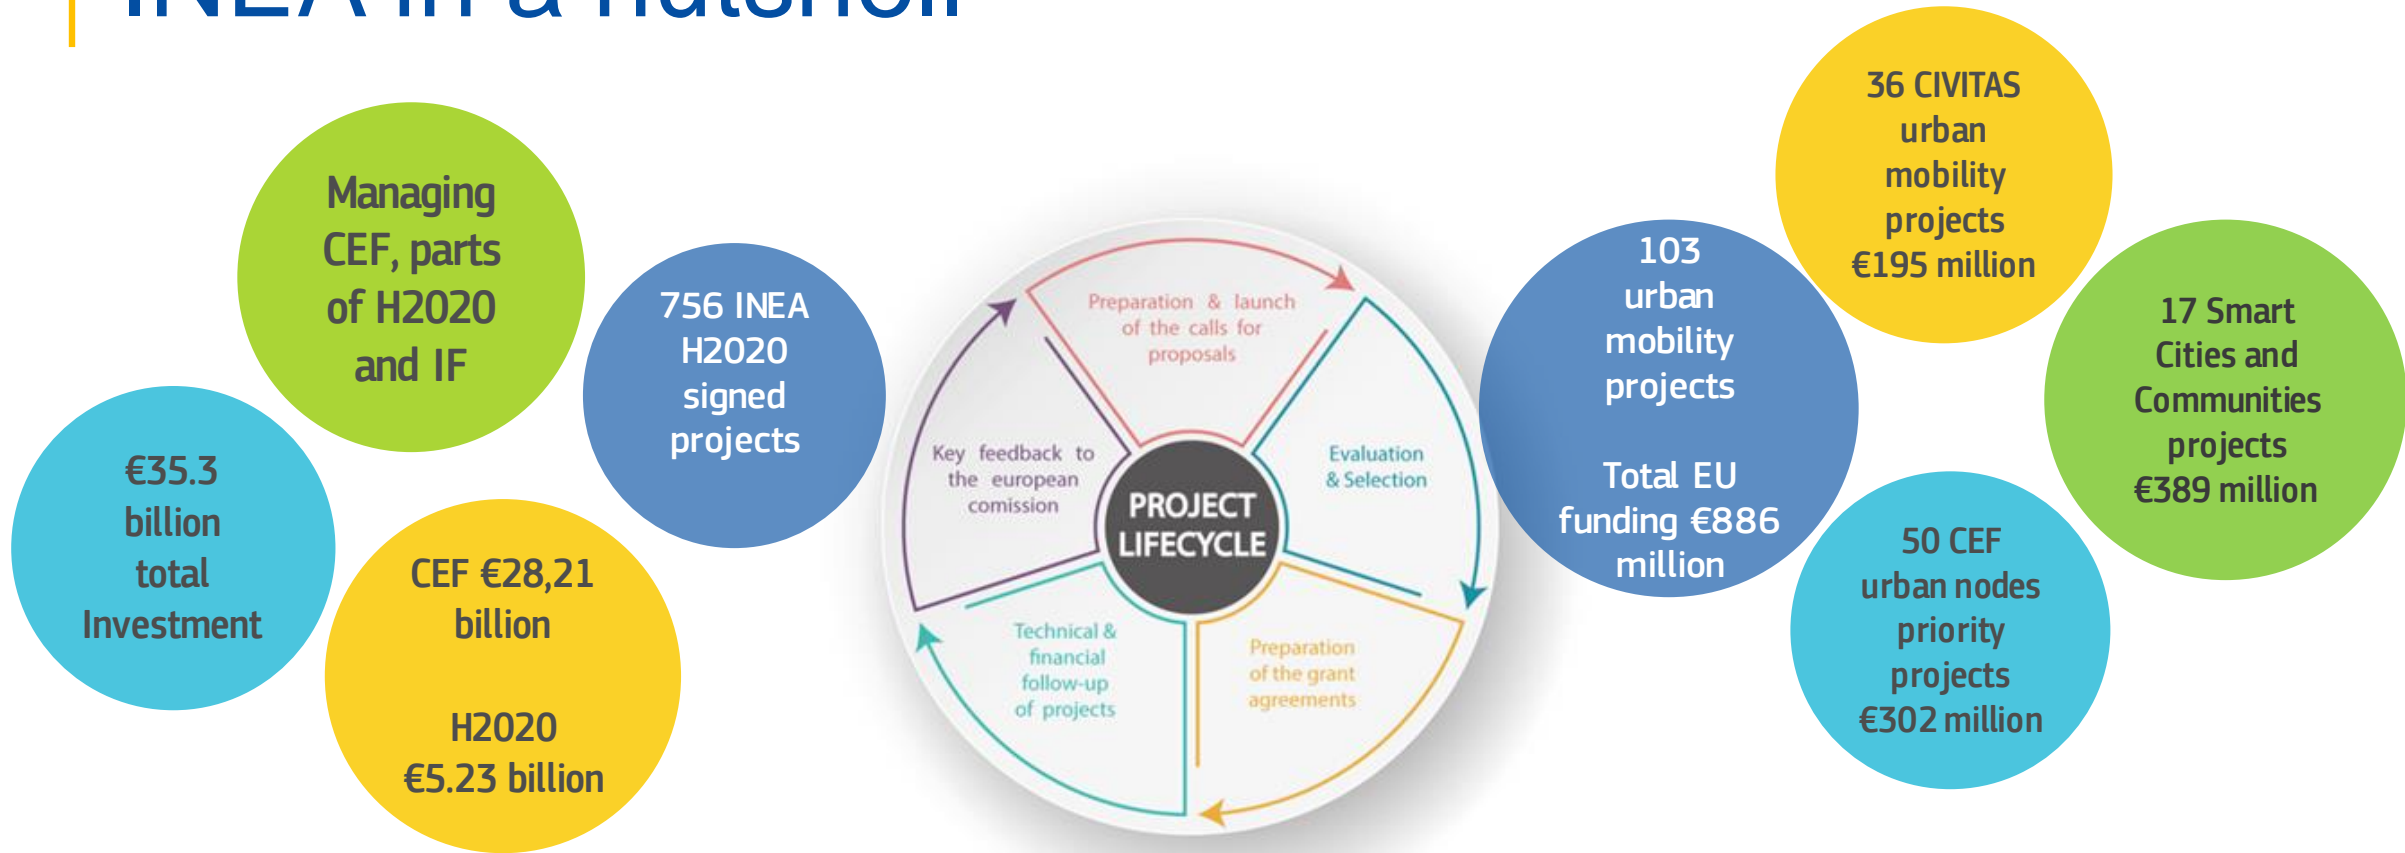 INEA in a nutshell
Managing
CEF, parts
of H2020
and IF
€35.3
billion
total
Investment
CEF €28,21
billion
H2020
€5.23 billion
756 INEA
H2020
signed
projects
Preparation & launch
of the calls for
proposals
Evaluation
& Selection
Preparation
of the grant
agreements
Technical &
financial
follow-up
of projects
Key feedback to
the european
comission
PROJECT
LIFECYCLE
103
urban
mobility
projects
Total EU
funding €886
million
36 CIVITAS
urban
mobility
projects
€195 million
17 Smart
Cities and
Communities
projects
€389 million
50 CEF
urban nodes
priority
projects
€302 million